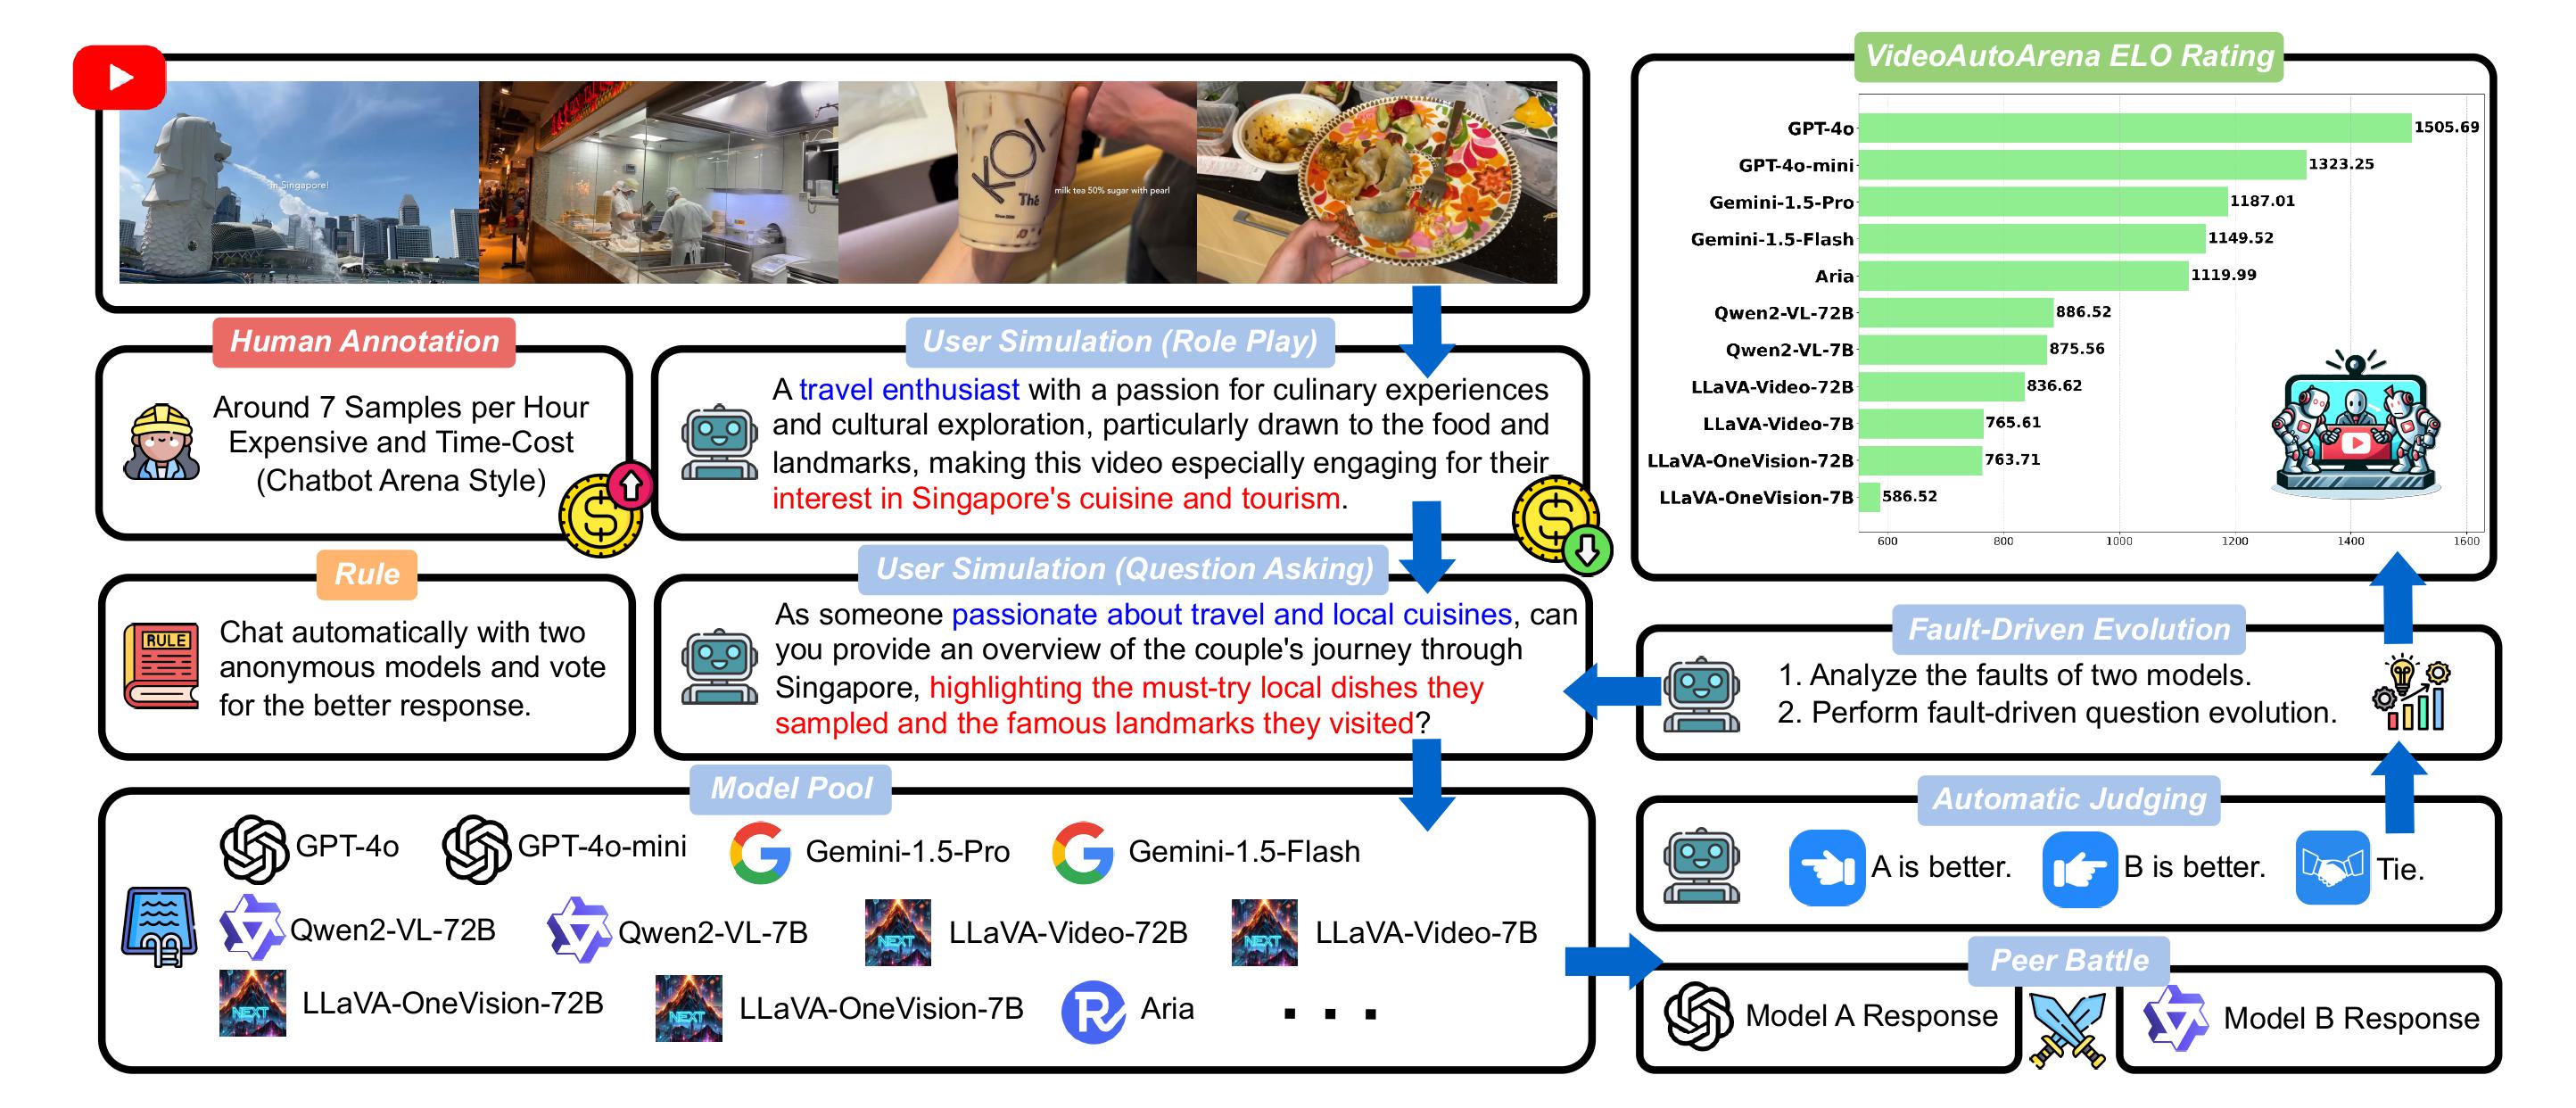 in Singapore!
KOI
Thé
Since 2006
milk tea 50% sugar with pearl
Human Annotation
Around 7 Samples per Hour
Expensive and Time-Cost
(Chatbot Arena Style)
User Simulation (Role Play)
A travel enthusiast with a passion for culinary experiences
and cultural exploration, particularly drawn to the food and
landmarks, making this video especially engaging for their
interest in Singapore's cuisine and tourism.
Rule
RULE
Chat automatically with two
anonymous models and vote
for the better response.
User Simulation (Question Asking)
As someone passionate about travel and local cuisines, can
you provide an overview of the couple's journey through
Singapore, highlighting the must-try local dishes they
sampled and the famous landmarks they visited?
Model Pool
GPT-4o GPT-4o-mini Gemini-1.5-Pro Gemini-1.5-Flash
Qwen2-VL-72B Qwen2-VL-7B NEXT LLaVA-Video-72B NEXT LLaVA-Video-7B
NEXT LLaVA-OneVision-72B NEXT LLaVA-OneVision-7B Aria ...
VideoAutoArena ELO Rating
GPT-4o 1505.69
GPT-4o-mini 1323.25
Gemini-1.5-Pro 1187.01
Gemini-1.5-Flash 1149.52
Aria 1119.99
Qwen2-VL-72B 886.52
Qwen2-VL-7B 875.56
LLaVA-Video-72B 836.62
LLaVA-Video-7B 765.61
LLaVA-OneVision-72B 763.71
LLaVA-OneVision-7B 586.52
600 800 1000 1200 1400 1600
Fault-Driven Evolution
1. Analyze the faults of two models.
2. Perform fault-driven question evolution.
Automatic Judging
A is better. B is better. Tie.
Peer Battle
Model A Response Model B Response